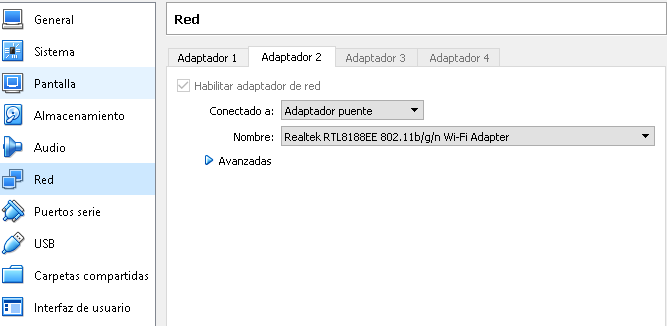 General
Sistema
Pantalla
Almacenamiento
Audio
Red
Puertos serie
USB
Carpetas compartidas
Interfaz de usuario
Red
Adaptador 1 Adaptador 2 Adaptador 3 Adaptador 4
Habilitar adaptador de red
Conectado a: Adaptador puente
Nombre: Realtek RTL8188EE 802.11b/g/n Wi-Fi Adapter
Avanzadas